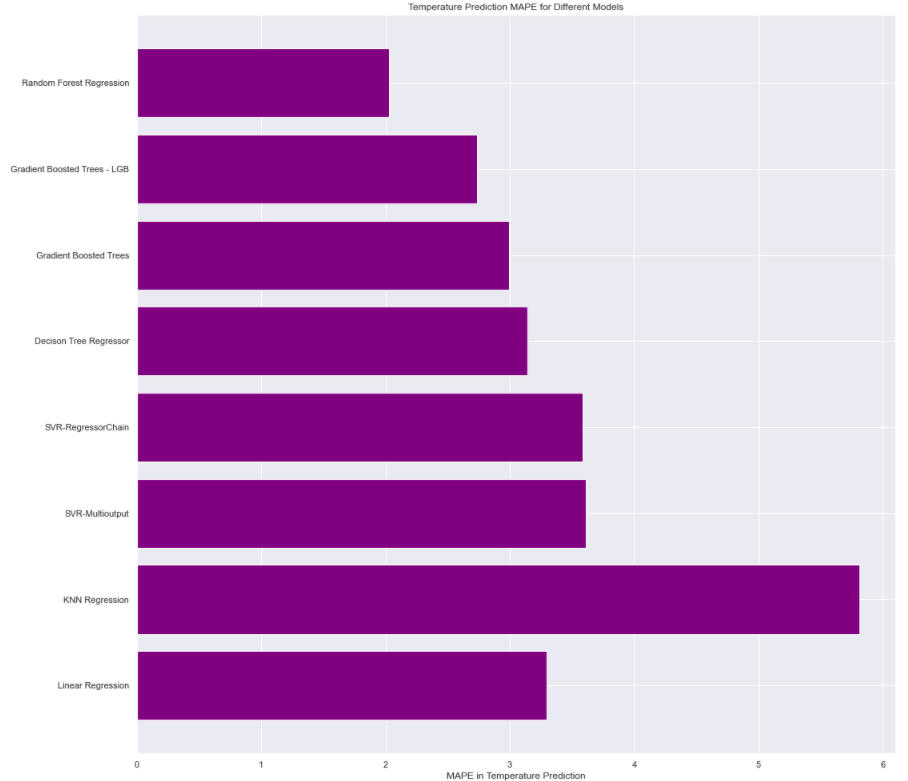 Temperature Prediction MAPE for Different Models
Random Forest Regression
Gradient Boosted Trees - LGB
Gradient Boosted Trees
Decison Tree Regressor
SVR-RegressorChain
SVR-Multioutput
KNN Regression
Linear Regression
0 1 2 3 4 5 6
MAPE in Temperature Prediction